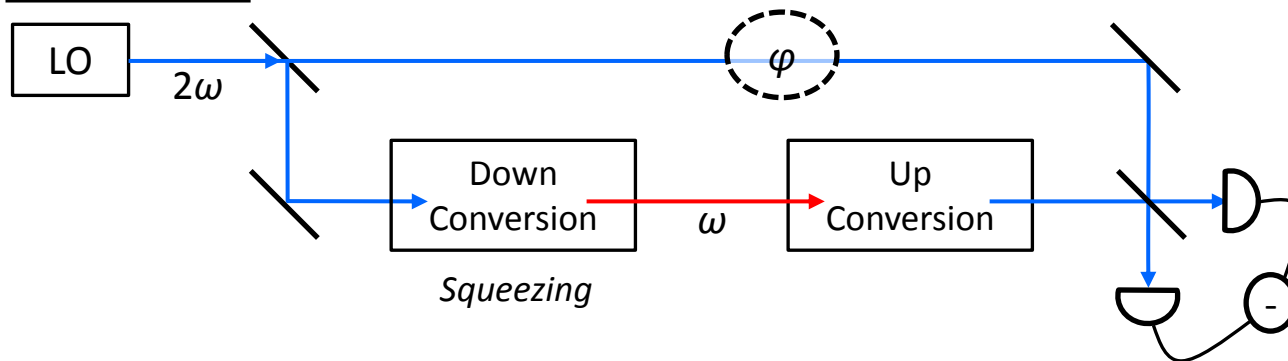 LO
2ω
φ
Down
Conversion
ω
Up
Conversion
Squeezing
-